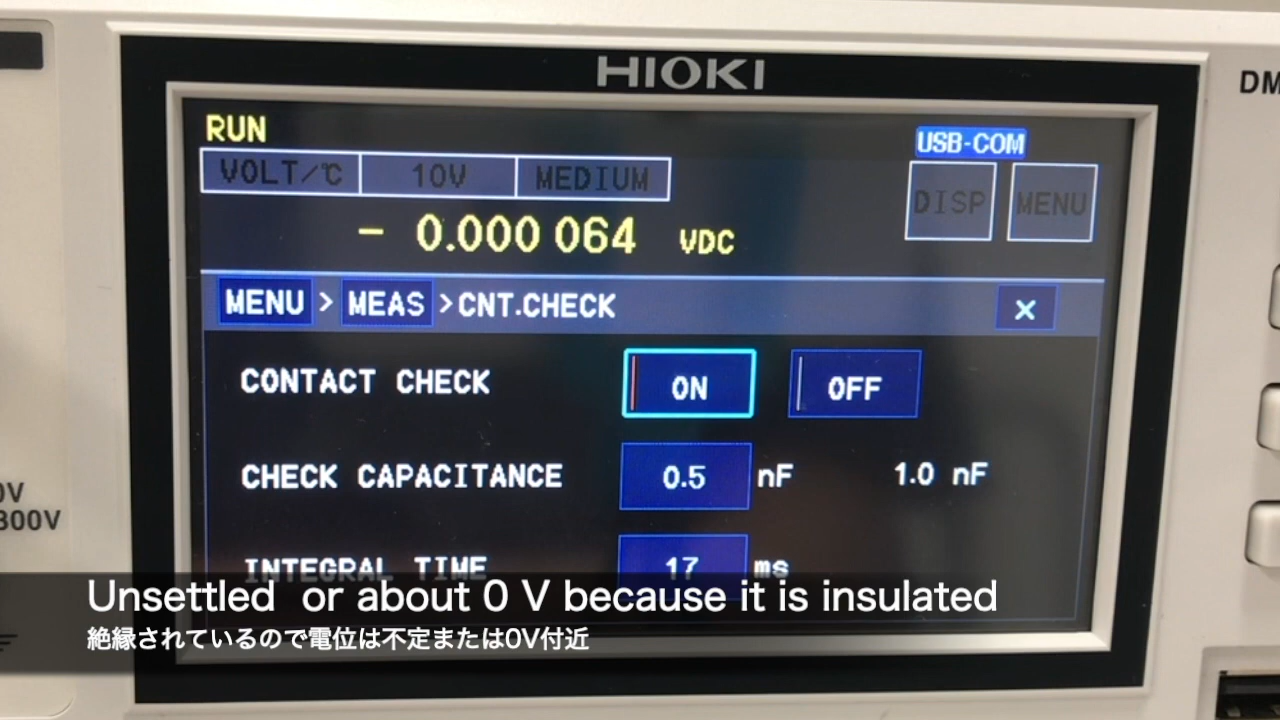 HIOKI
DM
RUN
USB-COM
VOLT/℃ 10V MEDIUM
DISP MENU
- 0.000 064 VDC
MENU > MEAS >CNT.CHECK x
CONTACT CHECK ON OFF
CHECK CAPACITANCE 0.5 nF 1.0 nF
INTEGRAL TIME 17 ms
300V
Unsettled or about 0 V because it is insulated
絶縁されているので電位は不定または0V付近